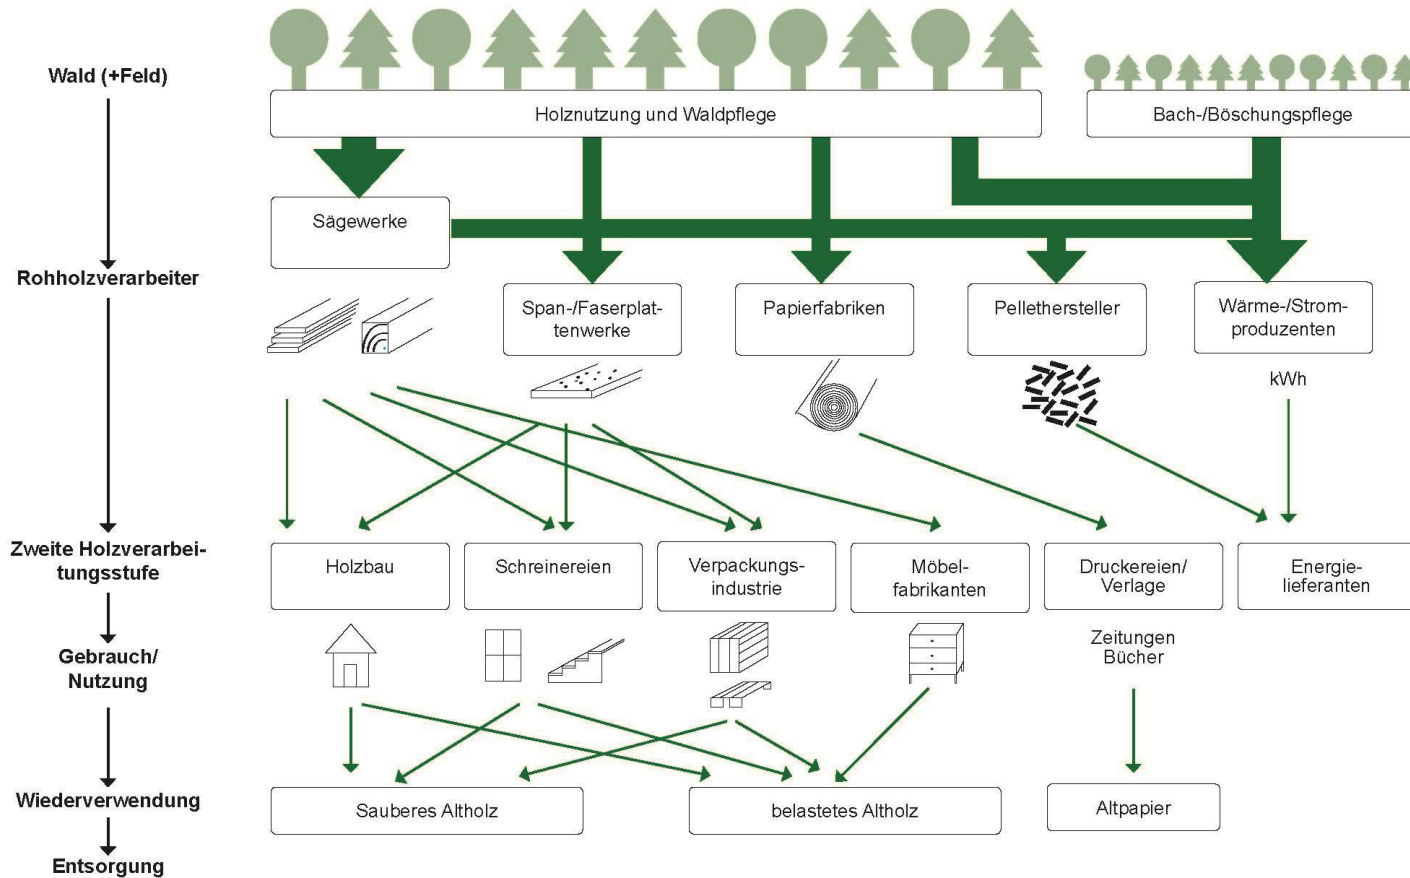 Wald (+Feld)
Holznutzung und Waldpflege
Bach-/Böschungspflege
Sägewerke
Rohholzverarbeiter
Span-/Faserplat-
tenwerke
Papierfabriken
Pellethersteller
Wärme-/Strom-
produzenten
kWh
Zweite Holzverarbei-
tungsstufe
Holzbau
Schreinereien
Verpackungs-
industrie
Möbel-
fabrikanten
Druckereien/
Verlage
Energie-
lieferanten
Gebrauch/
Nutzung
Zeitungen
Bücher
Wiederverwendung
Sauberes Altholz
belastetes Altholz
Altpapier
Entsorgung